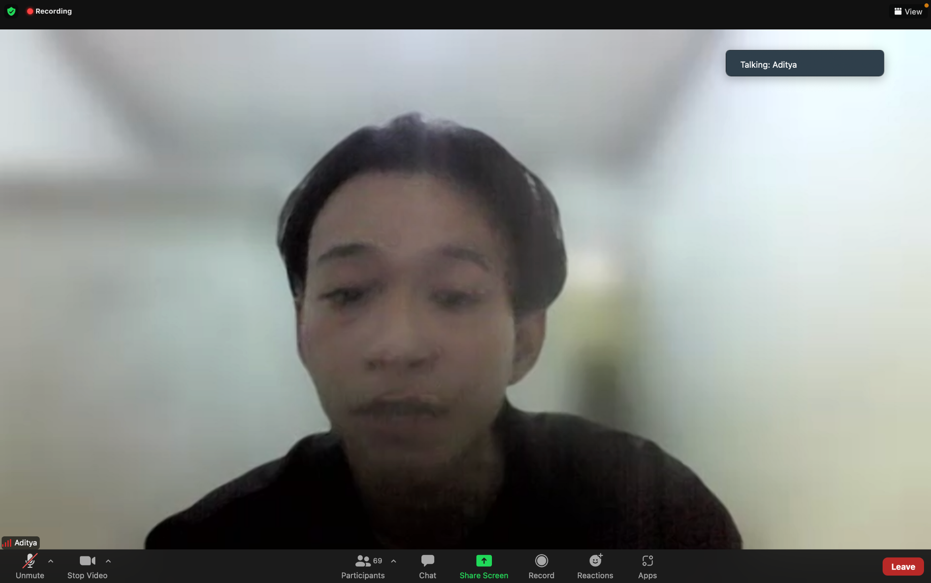 Recording
View
Talking: Aditya
Aditya
Unmute
Stop Video
69
Participants
Chat
Share Screen
Record
Reactions
Apps
Leave